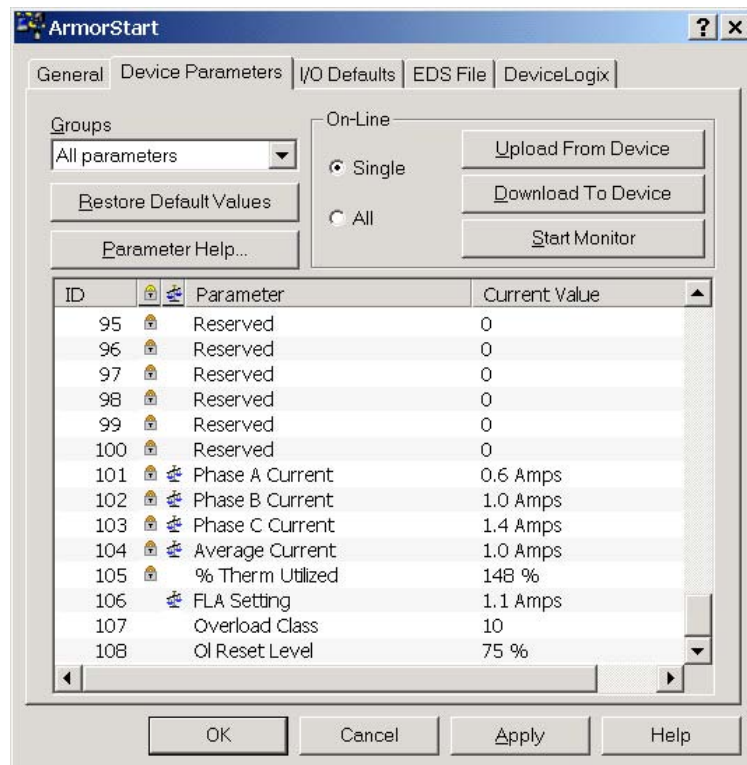 ArmorStart
General Device Parameters I/O Defaults EDS File DeviceLogix
Groups
All parameters
Restore Default Values
Parameter Help...
On-Line
Single
All
Upload From Device
Download To Device
Start Monitor
ID Parameter Current Value
95 Reserved 0
96 Reserved 0
97 Reserved 0
98 Reserved 0
99 Reserved 0
100 Reserved 0
101 Phase A Current 0.6 Amps
102 Phase B Current 1.0 Amps
103 Phase C Current 1.4 Amps
104 Average Current 1.0 Amps
105 % Therm Utilized 148 %
106 FLA Setting 1.1 Amps
107 Overload Class 10
108 Ol Reset Level 75 %
OK Cancel Apply Help